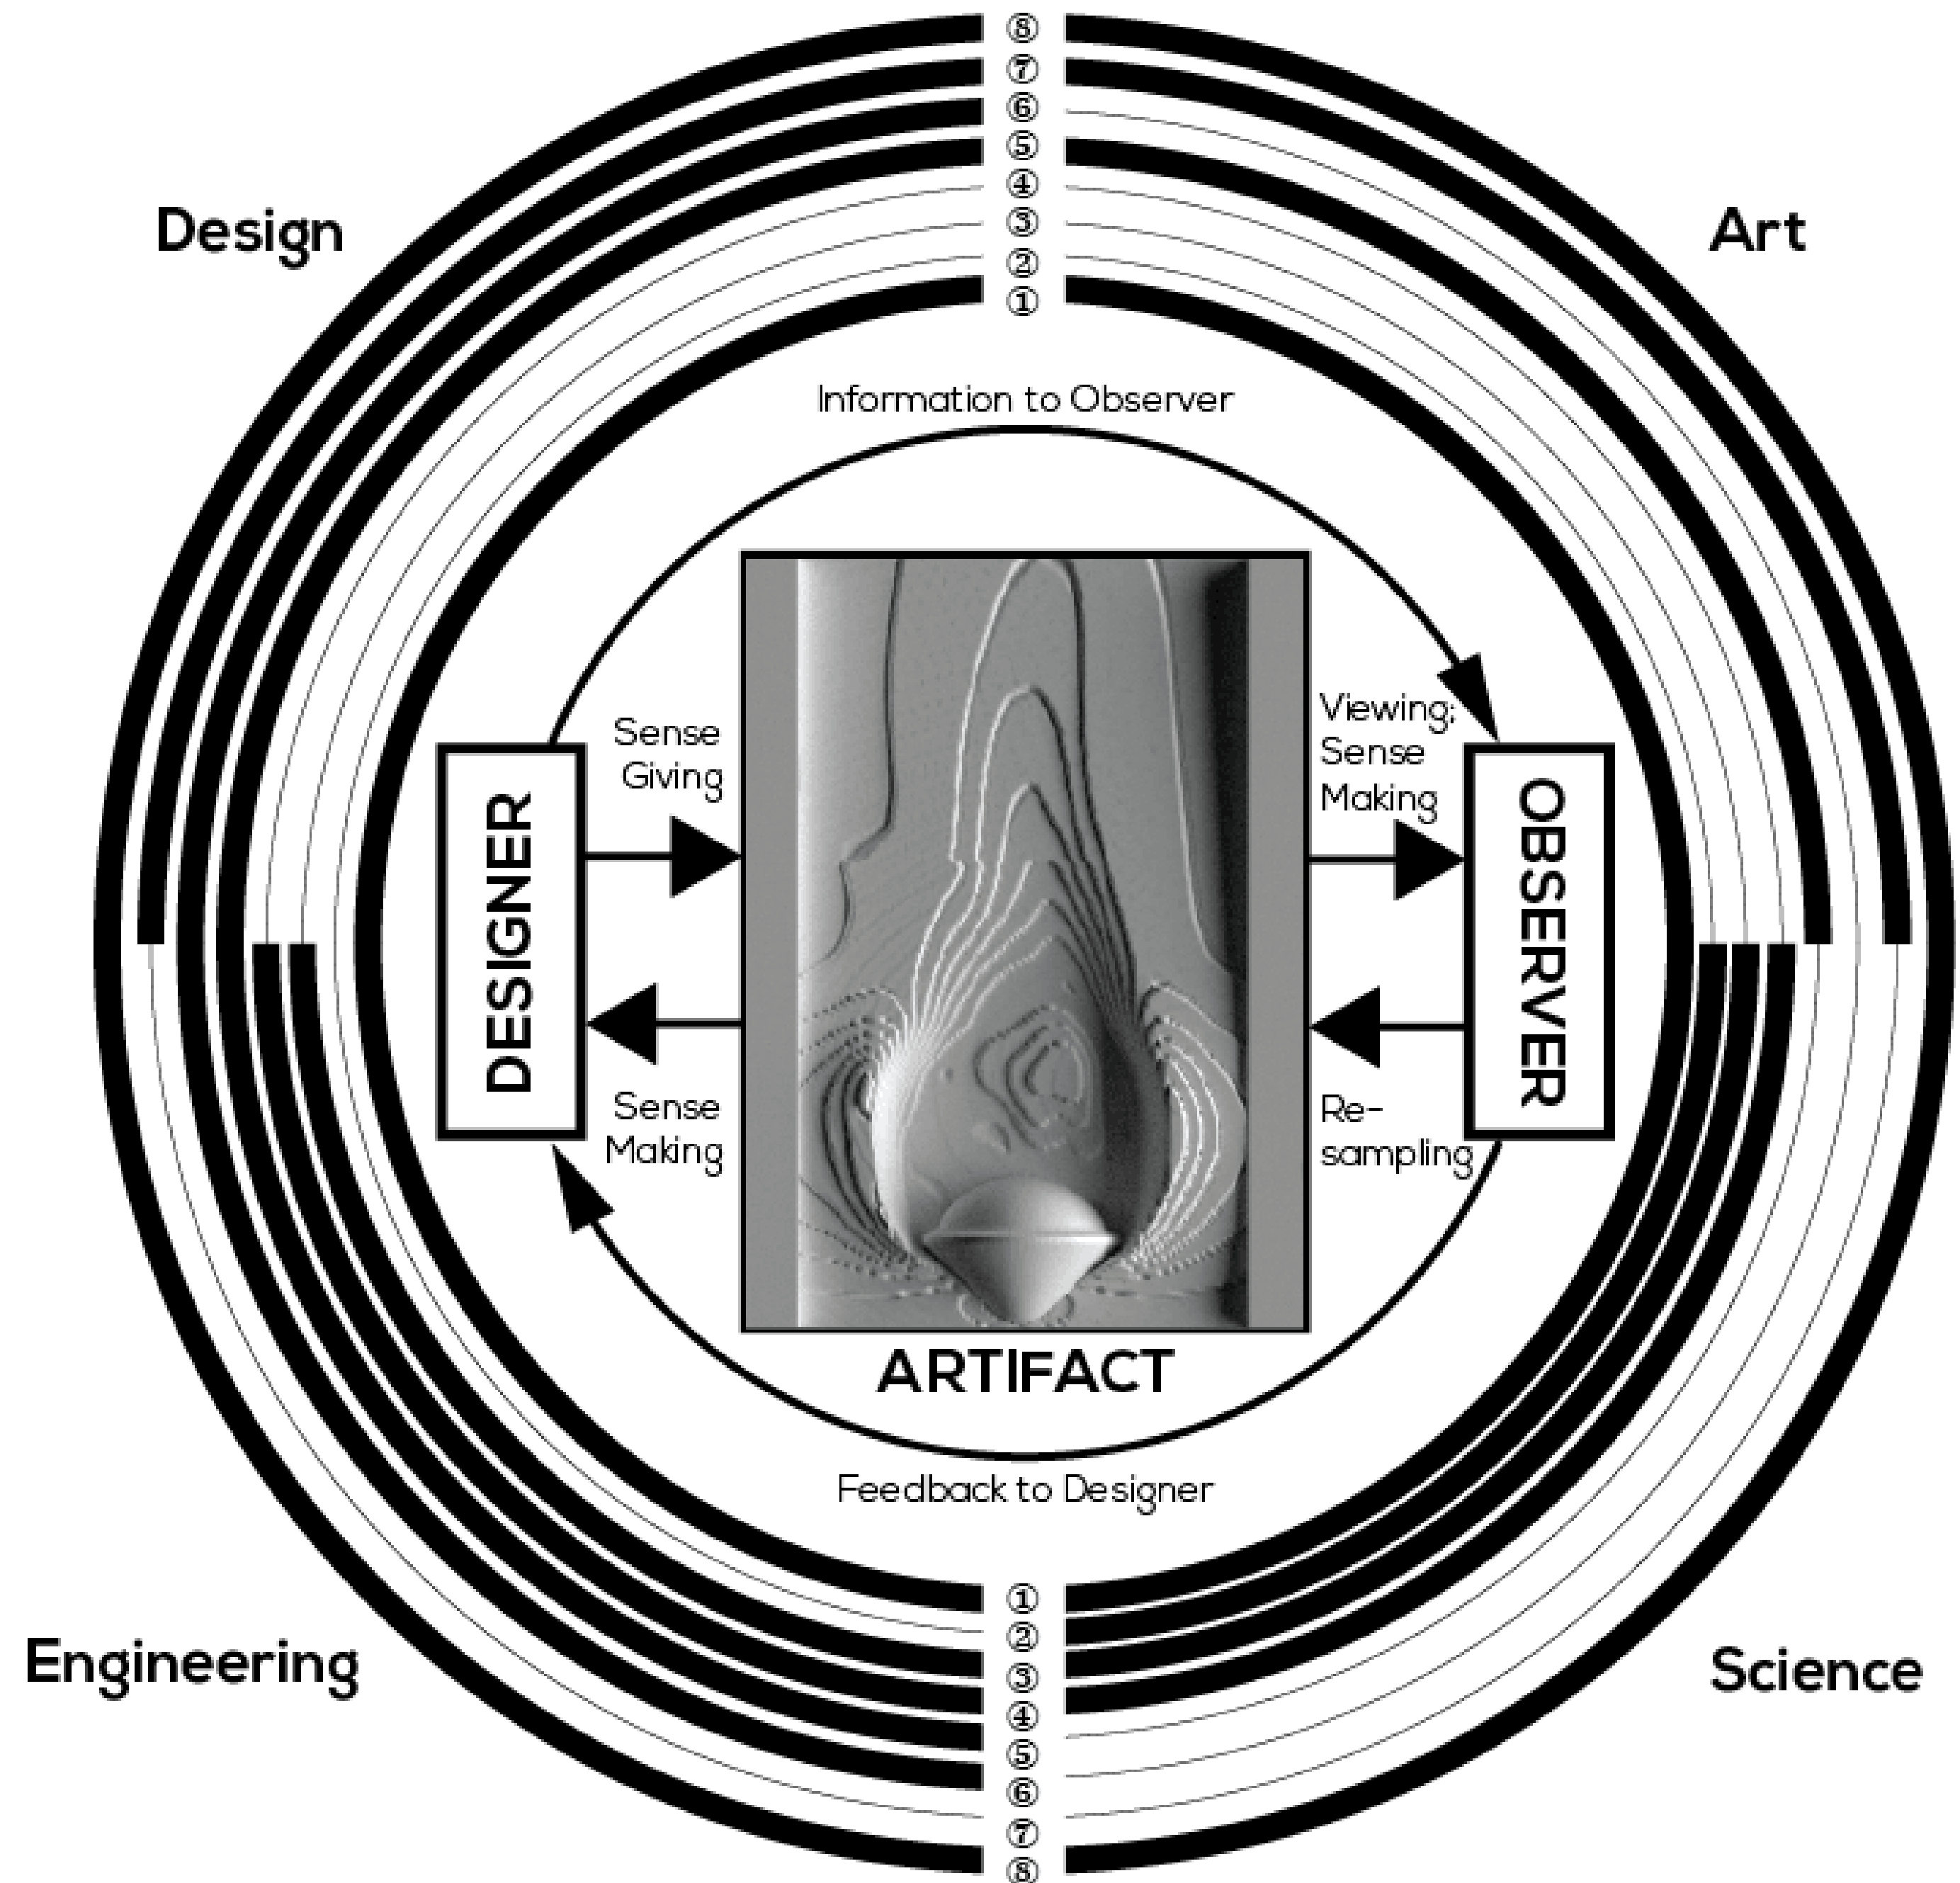 ⑧
⑦
⑥
⑤
④
③
②
①
Design
Art
Information to Observer
Sense
Giving
Viewing;
Sense
Making
DESIGNER
OBSERVER
Sense
Making
Re-
sampling
ARTIFACT
Feedback to Designer
①
②
③
④
⑤
⑥
⑦
⑧
Engineering
Science